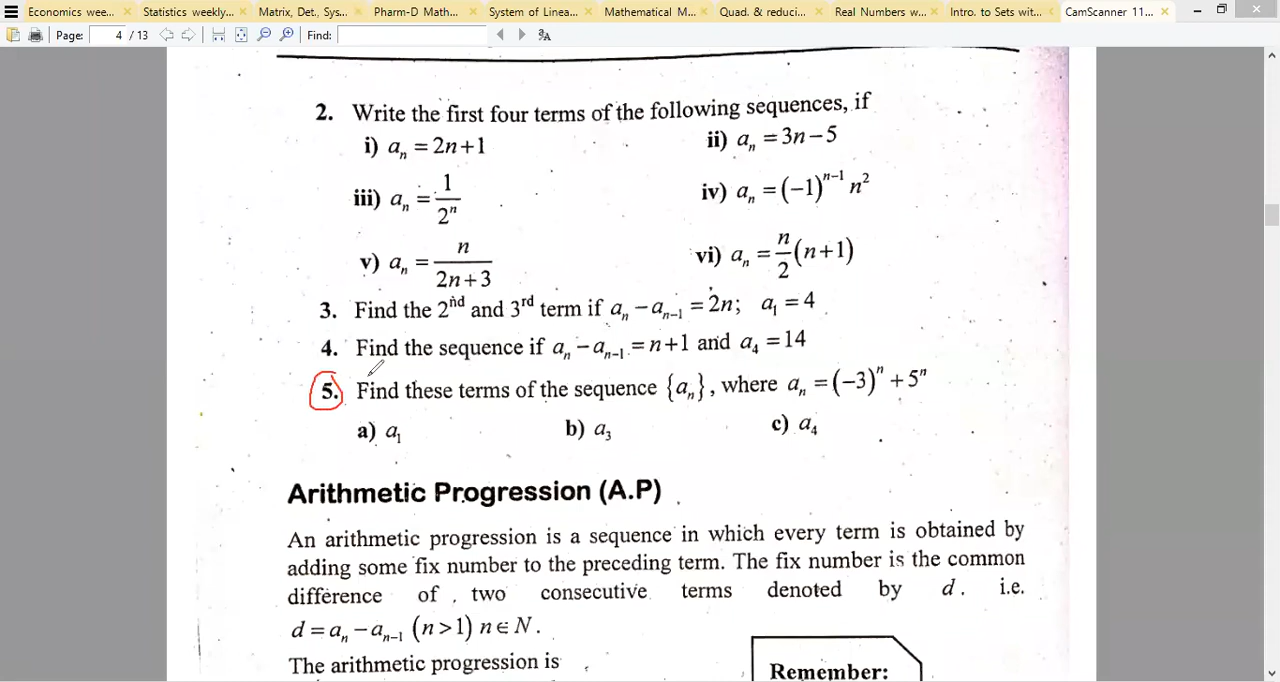 Economics wee... Statistics weekly... Matrix, Det., Sys... Pharm-D Math... System of Linea... Mathematical M... Quad. & reduci... Real Numbers w... Intro. to Sets wit... CamScanner 11...
Page: 4 / 13 Find:
2. Write the first four terms of the following sequences, if
i) aₙ = 2n+1 ii) aₙ = 3n−5
iii) aₙ = 1/2ⁿ iv) aₙ = (−1)ⁿ⁻¹ n²
v) aₙ = n/(2n+3) vi) aₙ = n/2 (n+1)
3. Find the 2nd and 3rd term if aₙ − aₙ₋₁ = 2n; a₁ = 4
4. Find the sequence if aₙ − aₙ₋₁ = n+1 and a₄ = 14
5. Find these terms of the sequence {aₙ}, where aₙ = (−3)ⁿ + 5ⁿ
a) a₁ b) a₃ c) a₄
Arithmetic Progression (A.P)
An arithmetic progression is a sequence in which every term is obtained by
adding some fix number to the preceding term. The fix number is the common
difference of two consecutive terms denoted by d. i.e.
d = aₙ − aₙ₋₁ (n>1) n∈N.
The arithmetic progression is
Remember: